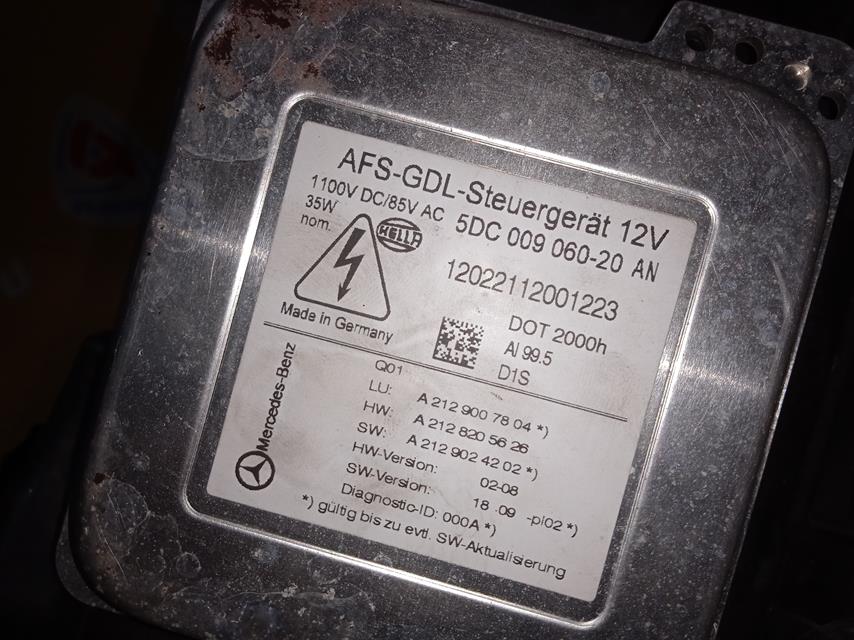 AFS-GDL-Steuergerät 12V
1100V DC/85V AC 5DC 009 060-20 AN
35W
nom.
HELLA
12022112001223
Made in Germany
DOT 2000h
Al 99.5
D1S
Mercedes-Benz
Q01
LU: A 212 900 78 04 *)
HW: A 212 820 56 26
SW: A 212 902 42 02 *)
HW-Version: 02-08
SW-Version: 18 .09 -pl02 *)
Diagnostic-ID: 000A *)
*) gültig bis zu evtl. SW-Aktualisierung